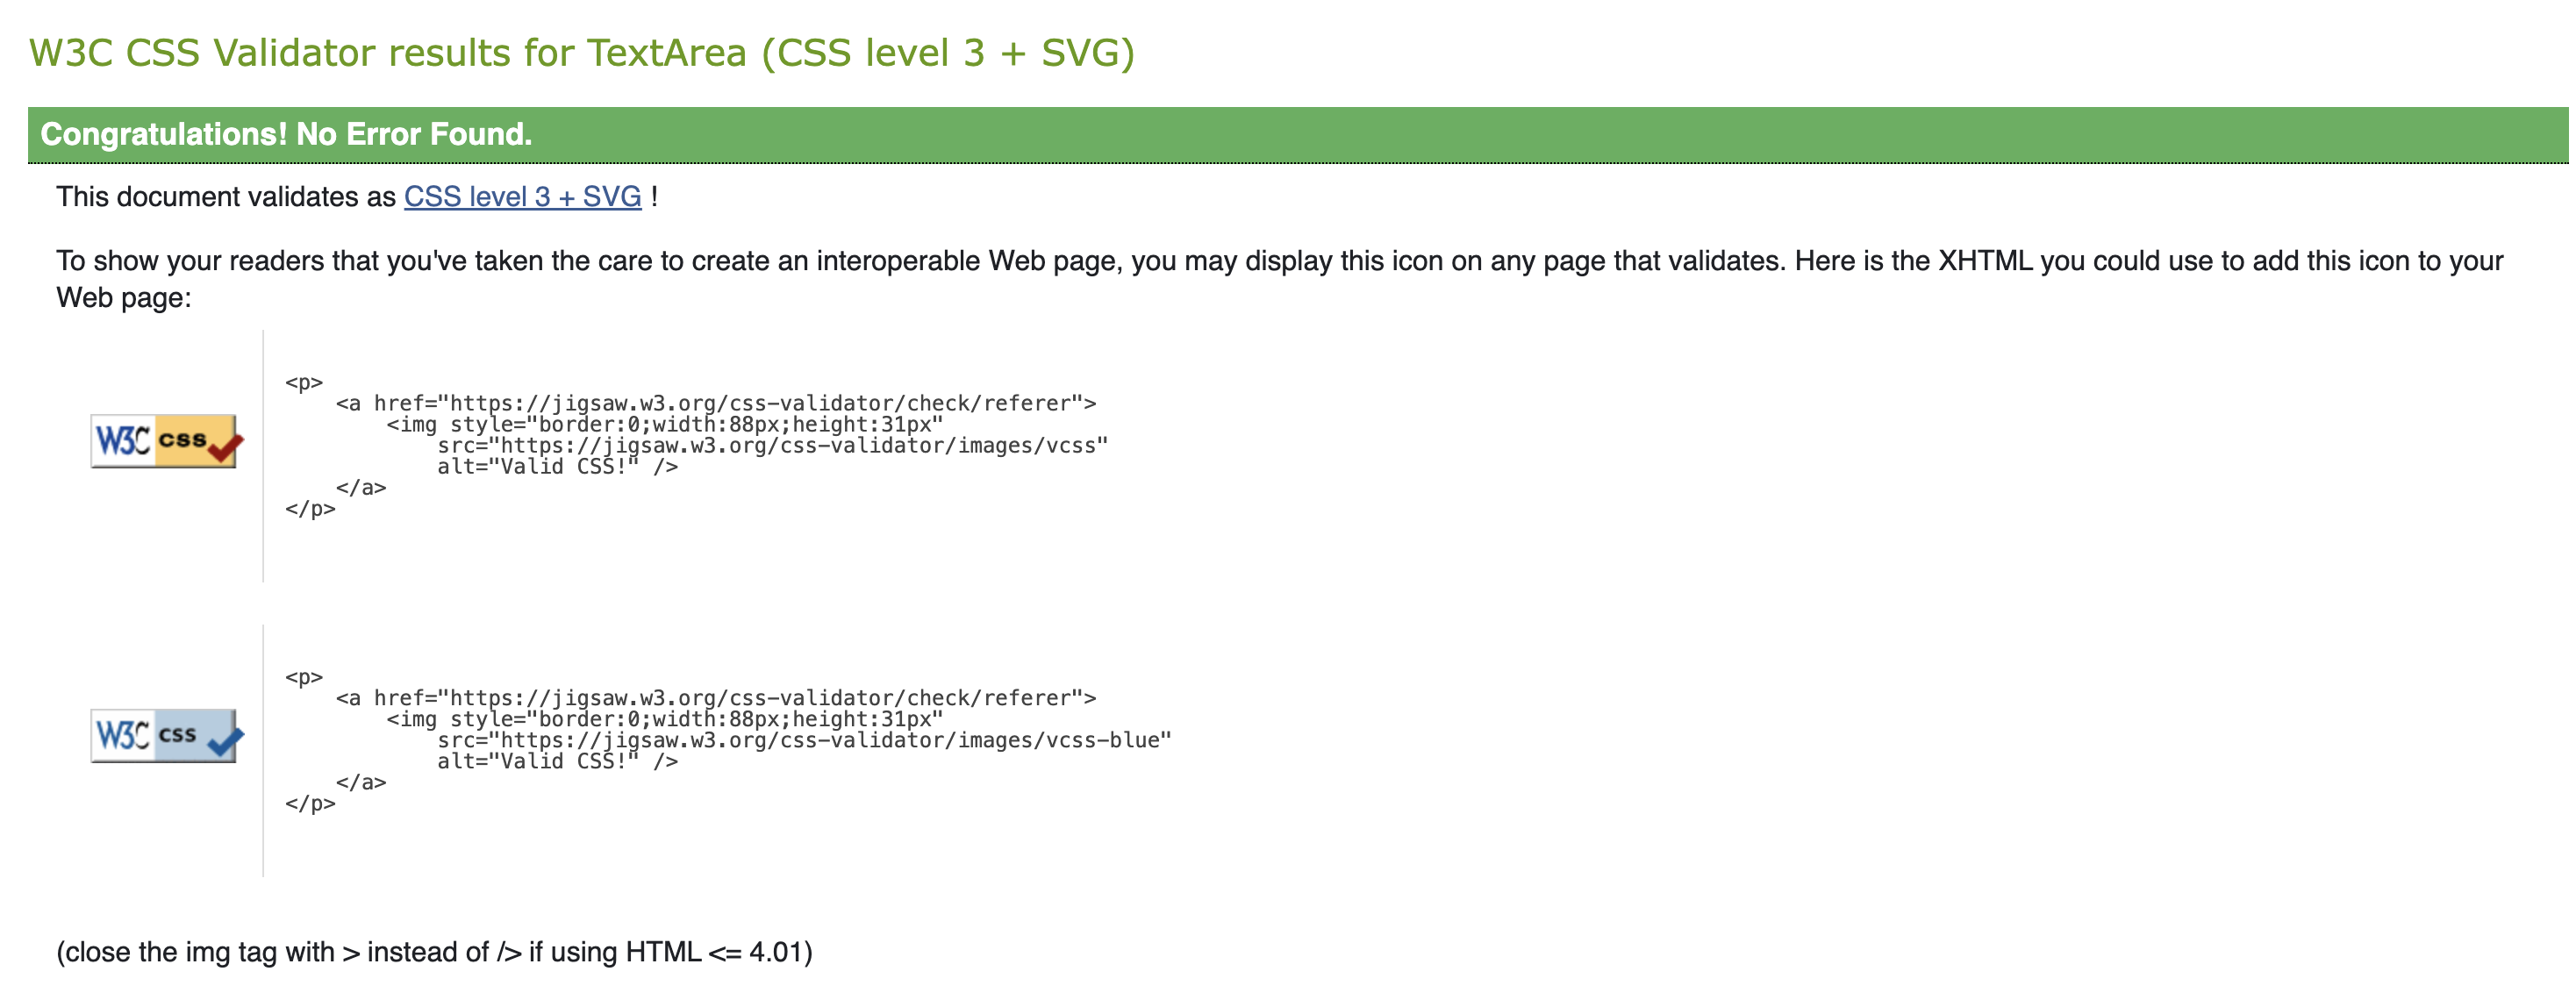 W3C CSS Validator results for TextArea (CSS level 3 + SVG)
Congratulations! No Error Found.
This document validates as CSS level 3 + SVG !
To show your readers that you've taken the care to create an interoperable Web page, you may display this icon on any page that validates. Here is the XHTML you could use to add this icon to your
Web page:
W3C css
<p>
    <a href="https://jigsaw.w3.org/css-validator/check/referer">
        <img style="border:0;width:88px;height:31px"
            src="https://jigsaw.w3.org/css-validator/images/vcss"
            alt="Valid CSS!" />
    </a>
</p>
W3C css
<p>
    <a href="https://jigsaw.w3.org/css-validator/check/referer">
        <img style="border:0;width:88px;height:31px"
            src="https://jigsaw.w3.org/css-validator/images/vcss-blue"
            alt="Valid CSS!" />
    </a>
</p>
(close the img tag with > instead of /> if using HTML <= 4.01)